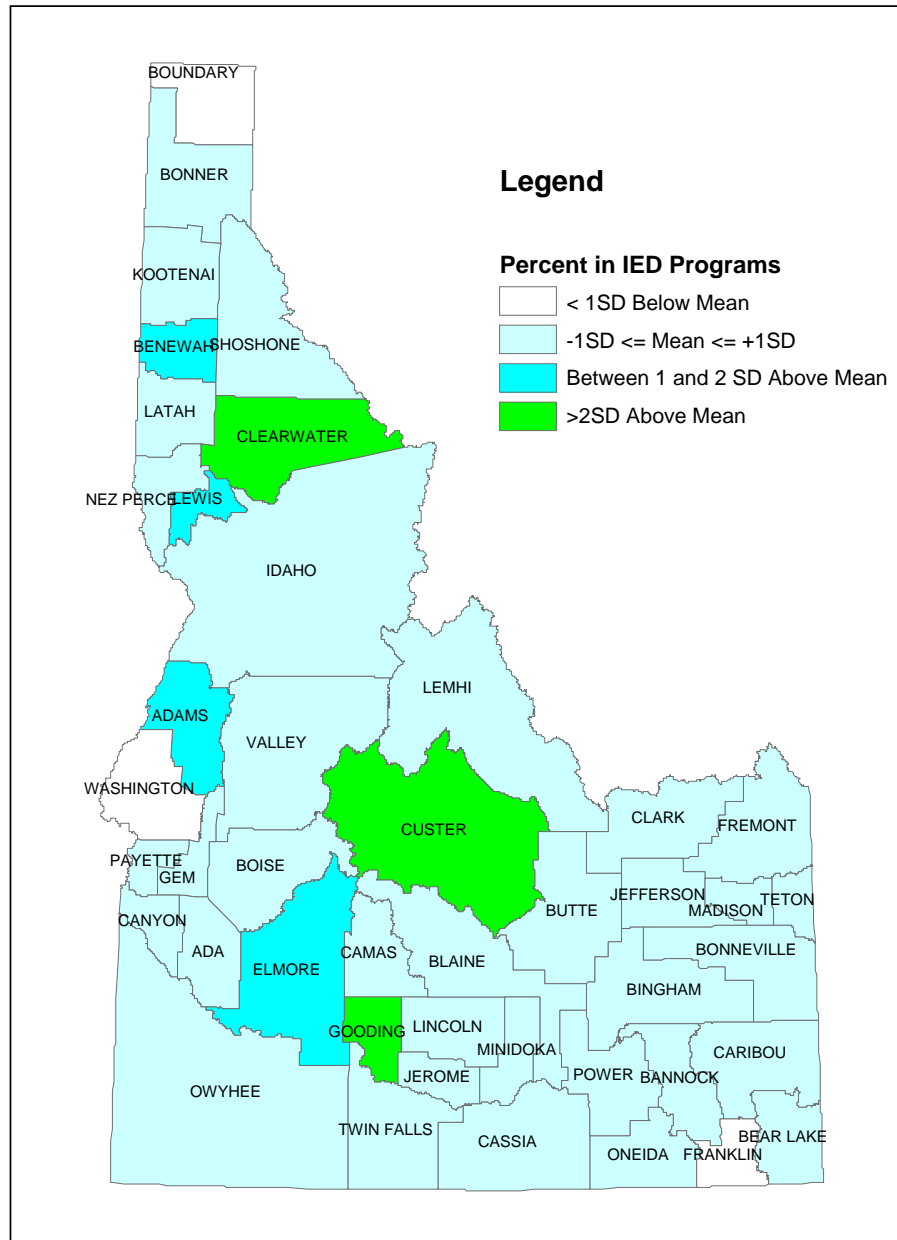 BOUNDARY
BONNER
Legend
KOOTENAI
Percent in IED Programs
< 1SD Below Mean
-1SD <= Mean <= +1SD
Between 1 and 2 SD Above Mean
>2SD Above Mean
BENEWAH
SHOSHONE
LATAH
CLEARWATER
NEZ PERCE
LEWIS
IDAHO
LEMHI
ADAMS
VALLEY
WASHINGTON
CLARK
FREMONT
CUSTER
PAYETTE
BOISE
GEM
JEFFERSON
TETON
MADISON
BUTTE
CANYON
ADA
CAMAS
BLAINE
BONNEVILLE
ELMORE
BINGHAM
GOODING
LINCOLN
MINIDOKA
CARIBOU
JEROME
POWER
BANNOCK
OWYHEE
TWIN FALLS
CASSIA
ONEIDA
FRANKLIN
BEAR LAKE